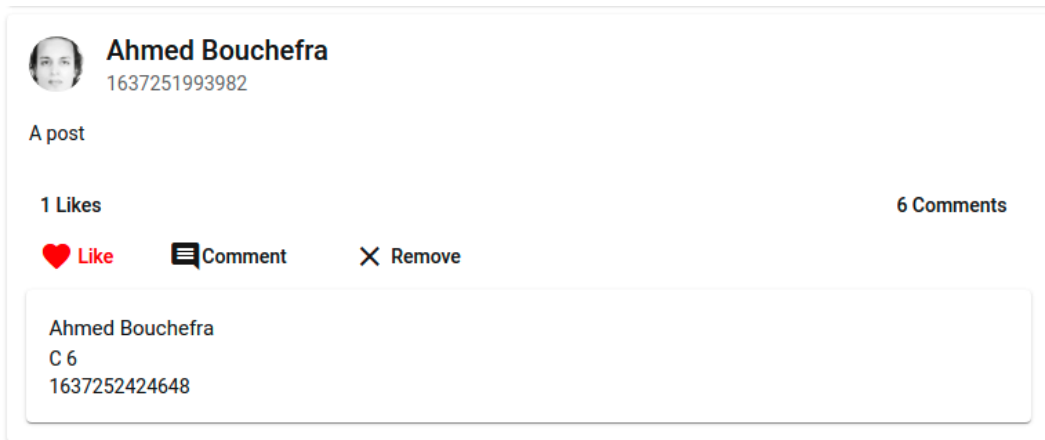 Ahmed Bouchefra
1637251993982
A post
1 Likes 6 Comments
Like Comment Remove
Ahmed Bouchefra
C 6
1637252424648